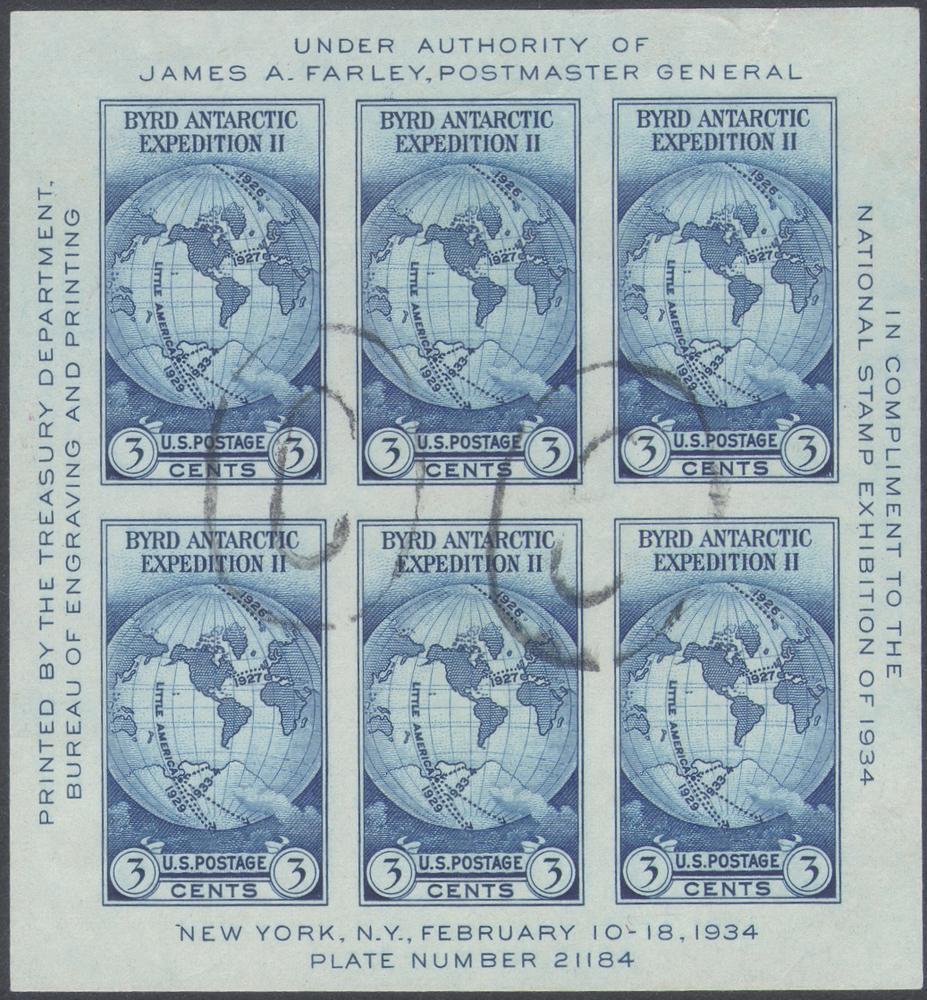 UNDER AUTHORITY OF
JAMES A. FARLEY, POSTMASTER GENERAL
PRINTED BY THE TREASURY DEPARTMENT,
BUREAU OF ENGRAVING AND PRINTING
BYRD ANTARCTIC
EXPEDITION II
1926
1927
LITTLE AMERICA
1929
1933
3 U.S. POSTAGE 3
CENTS
BYRD ANTARCTIC
EXPEDITION II
1926
1927
LITTLE AMERICA
1929
1933
3 U.S. POSTAGE 3
CENTS
BYRD ANTARCTIC
EXPEDITION II
1926
1927
LITTLE AMERICA
1929
1933
3 U.S. POSTAGE 3
CENTS
BYRD ANTARCTIC
EXPEDITION II
1926
1927
LITTLE AMERICA
1929
1933
3 U.S. POSTAGE 3
CENTS
BYRD ANTARCTIC
EXPEDITION II
1926
1927
LITTLE AMERICA
1929
1933
3 U.S. POSTAGE 3
CENTS
BYRD ANTARCTIC
EXPEDITION II
1926
1927
LITTLE AMERICA
1929
1933
3 U.S. POSTAGE 3
CENTS
IN COMPLIMENT TO THE
NATIONAL STAMP EXHIBITION OF 1934
NEW YORK, N.Y., FEBRUARY 10-18, 1934
PLATE NUMBER 21184